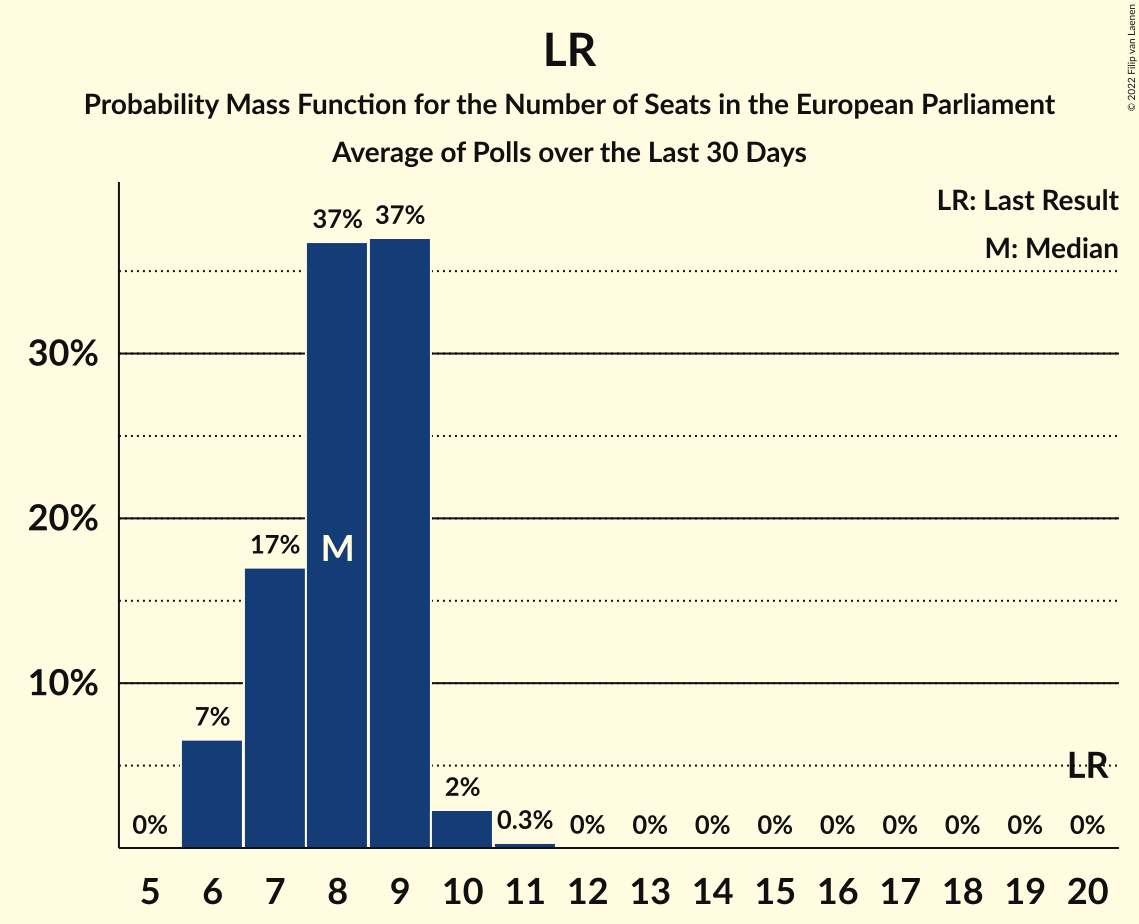 LR
Probability Mass Function for the Number of Seats in the European Parliament
Average of Polls over the Last 30 Days
© 2022 Filip van Laenen
LR: Last Result
M: Median
37% 37%
30%
20%
17%
M
10%
7%
LR
2%
0% 0.3% 0% 0% 0% 0% 0% 0% 0% 0% 0%
5 6 7 8 9 10 11 12 13 14 15 16 17 18 19 20